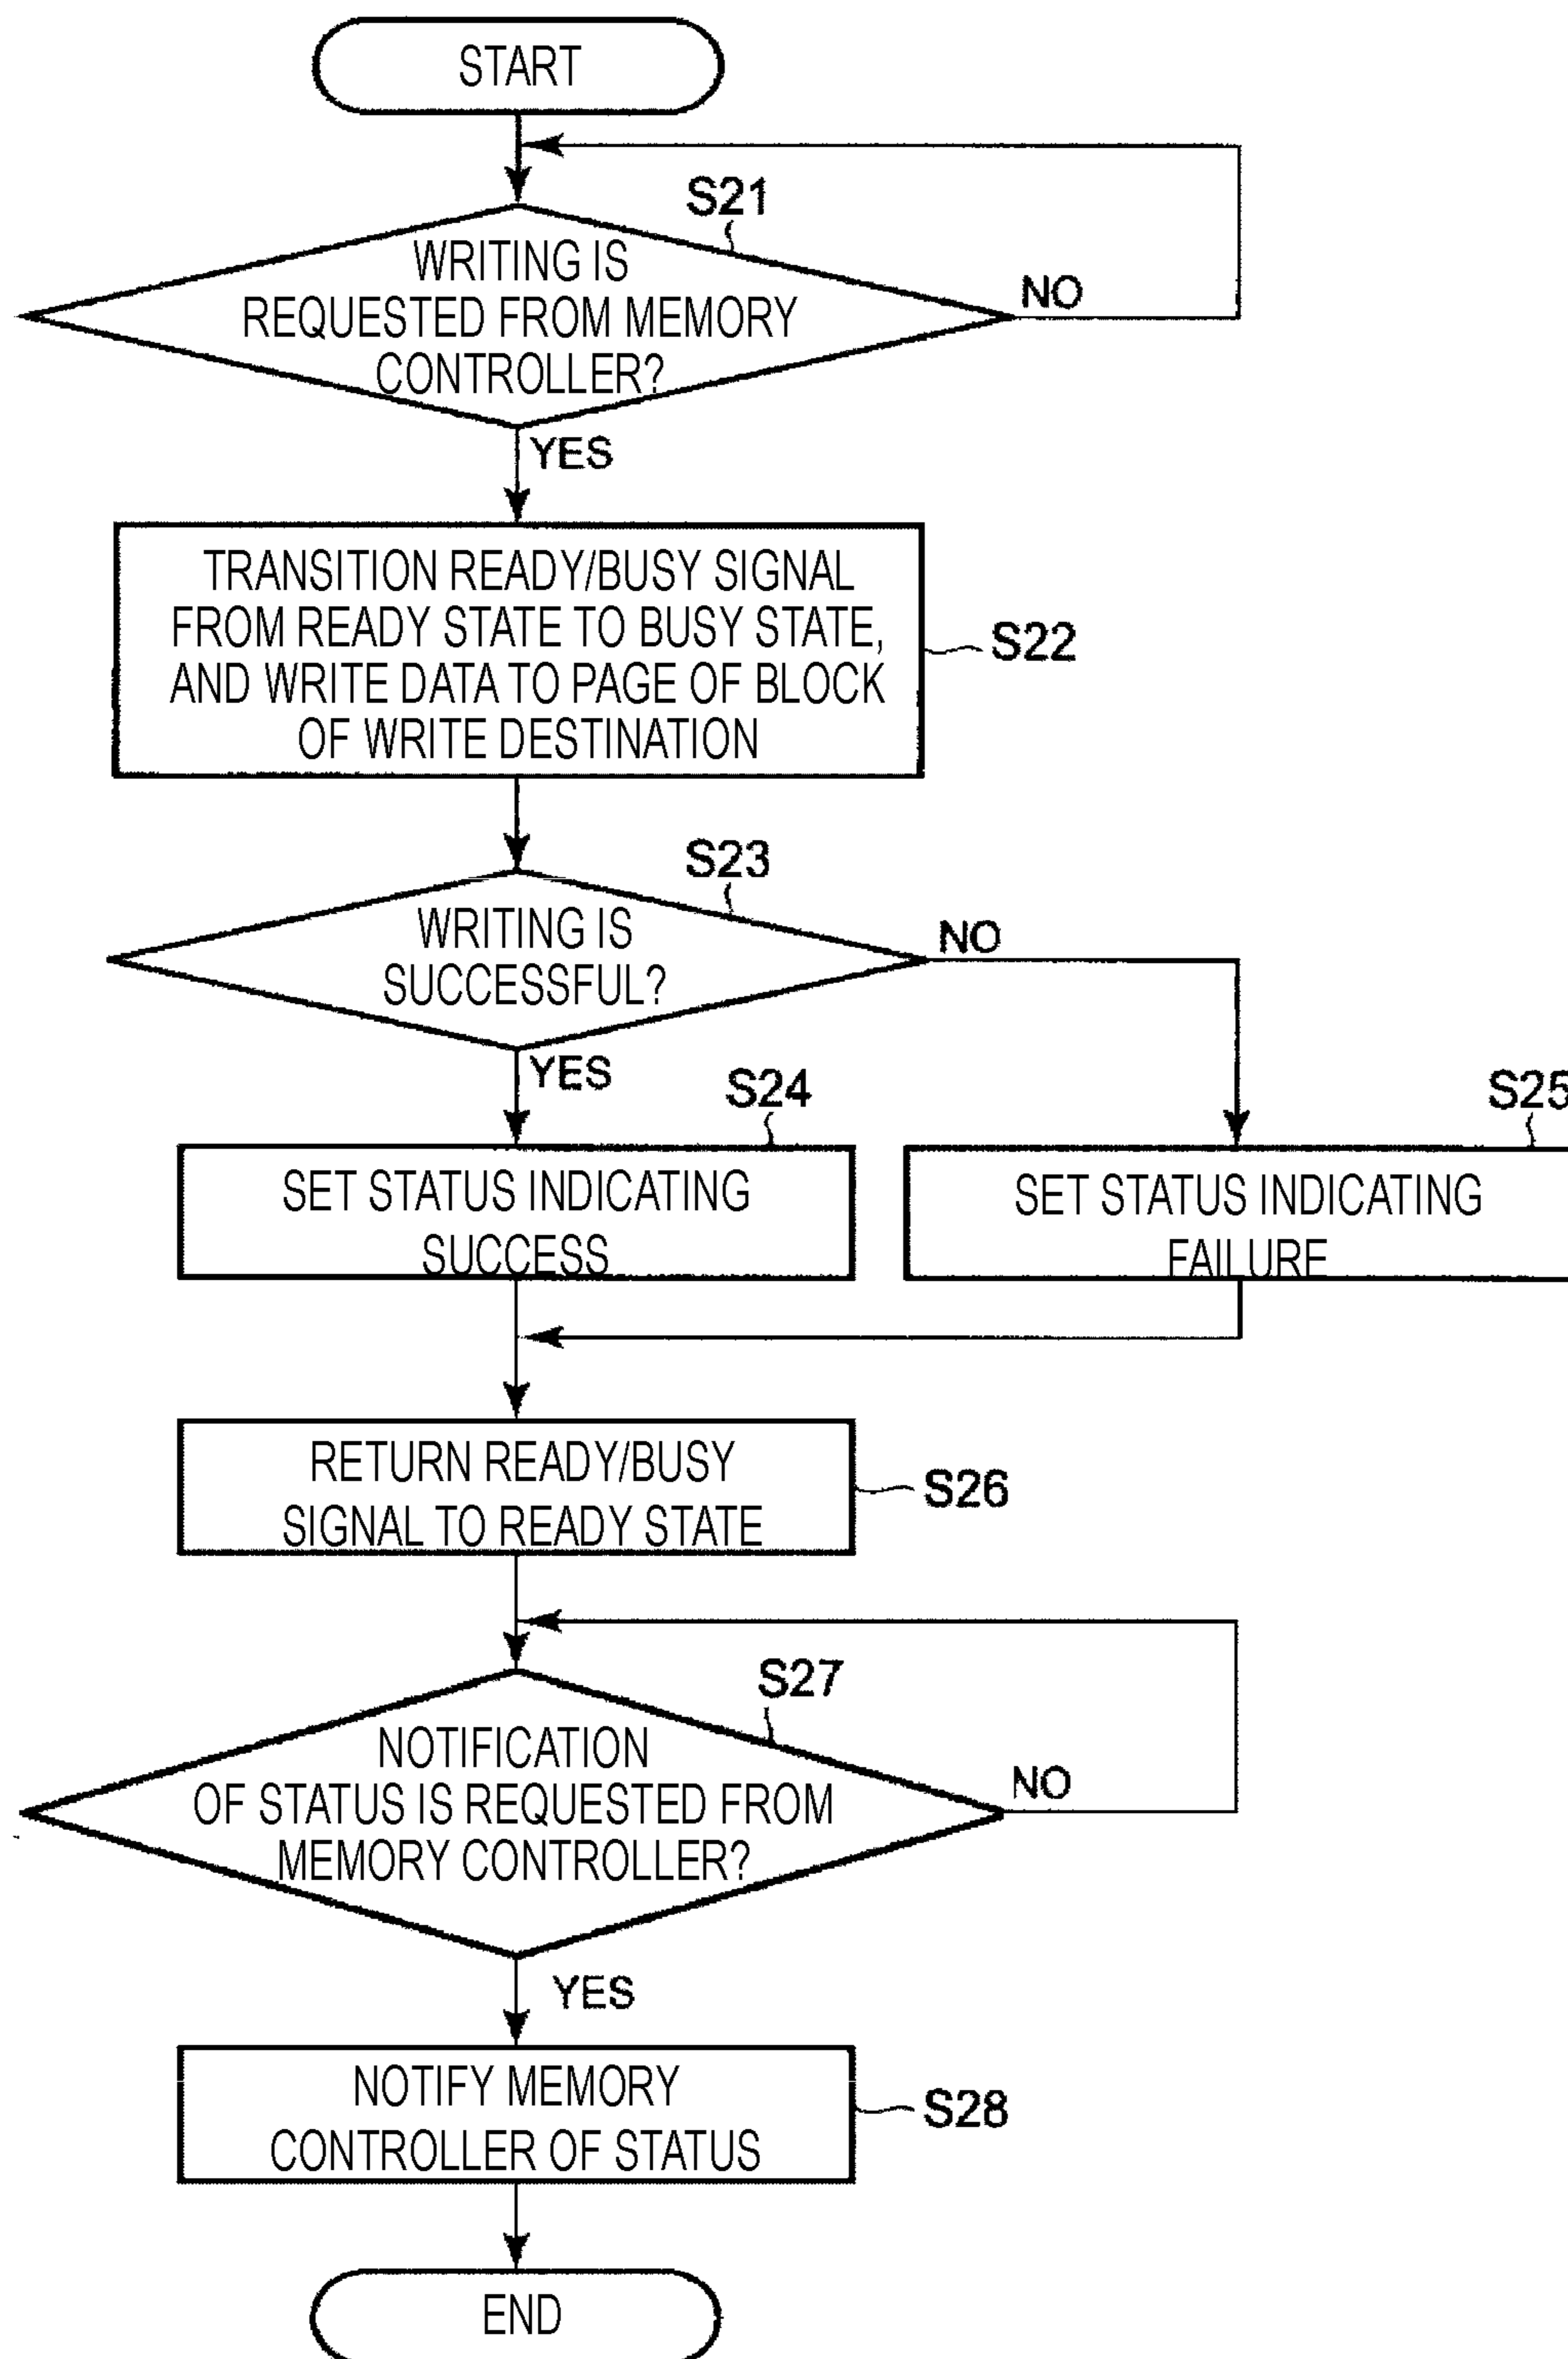 START
S21
WRITING IS
REQUESTED FROM MEMORY
CONTROLLER?
NO
YES
TRANSITION READY/BUSY SIGNAL
FROM READY STATE TO BUSY STATE,
AND WRITE DATA TO PAGE OF BLOCK
OF WRITE DESTINATION
S22
S23
WRITING IS
SUCCESSFUL?
NO
YES
S24
SET STATUS INDICATING
SUCCESS
S25
SET STATUS INDICATING
FAILURE
RETURN READY/BUSY
SIGNAL TO READY STATE
S26
S27
NOTIFICATION
OF STATUS IS REQUESTED FROM
MEMORY CONTROLLER?
NO
YES
NOTIFY MEMORY
CONTROLLER OF STATUS
S28
END